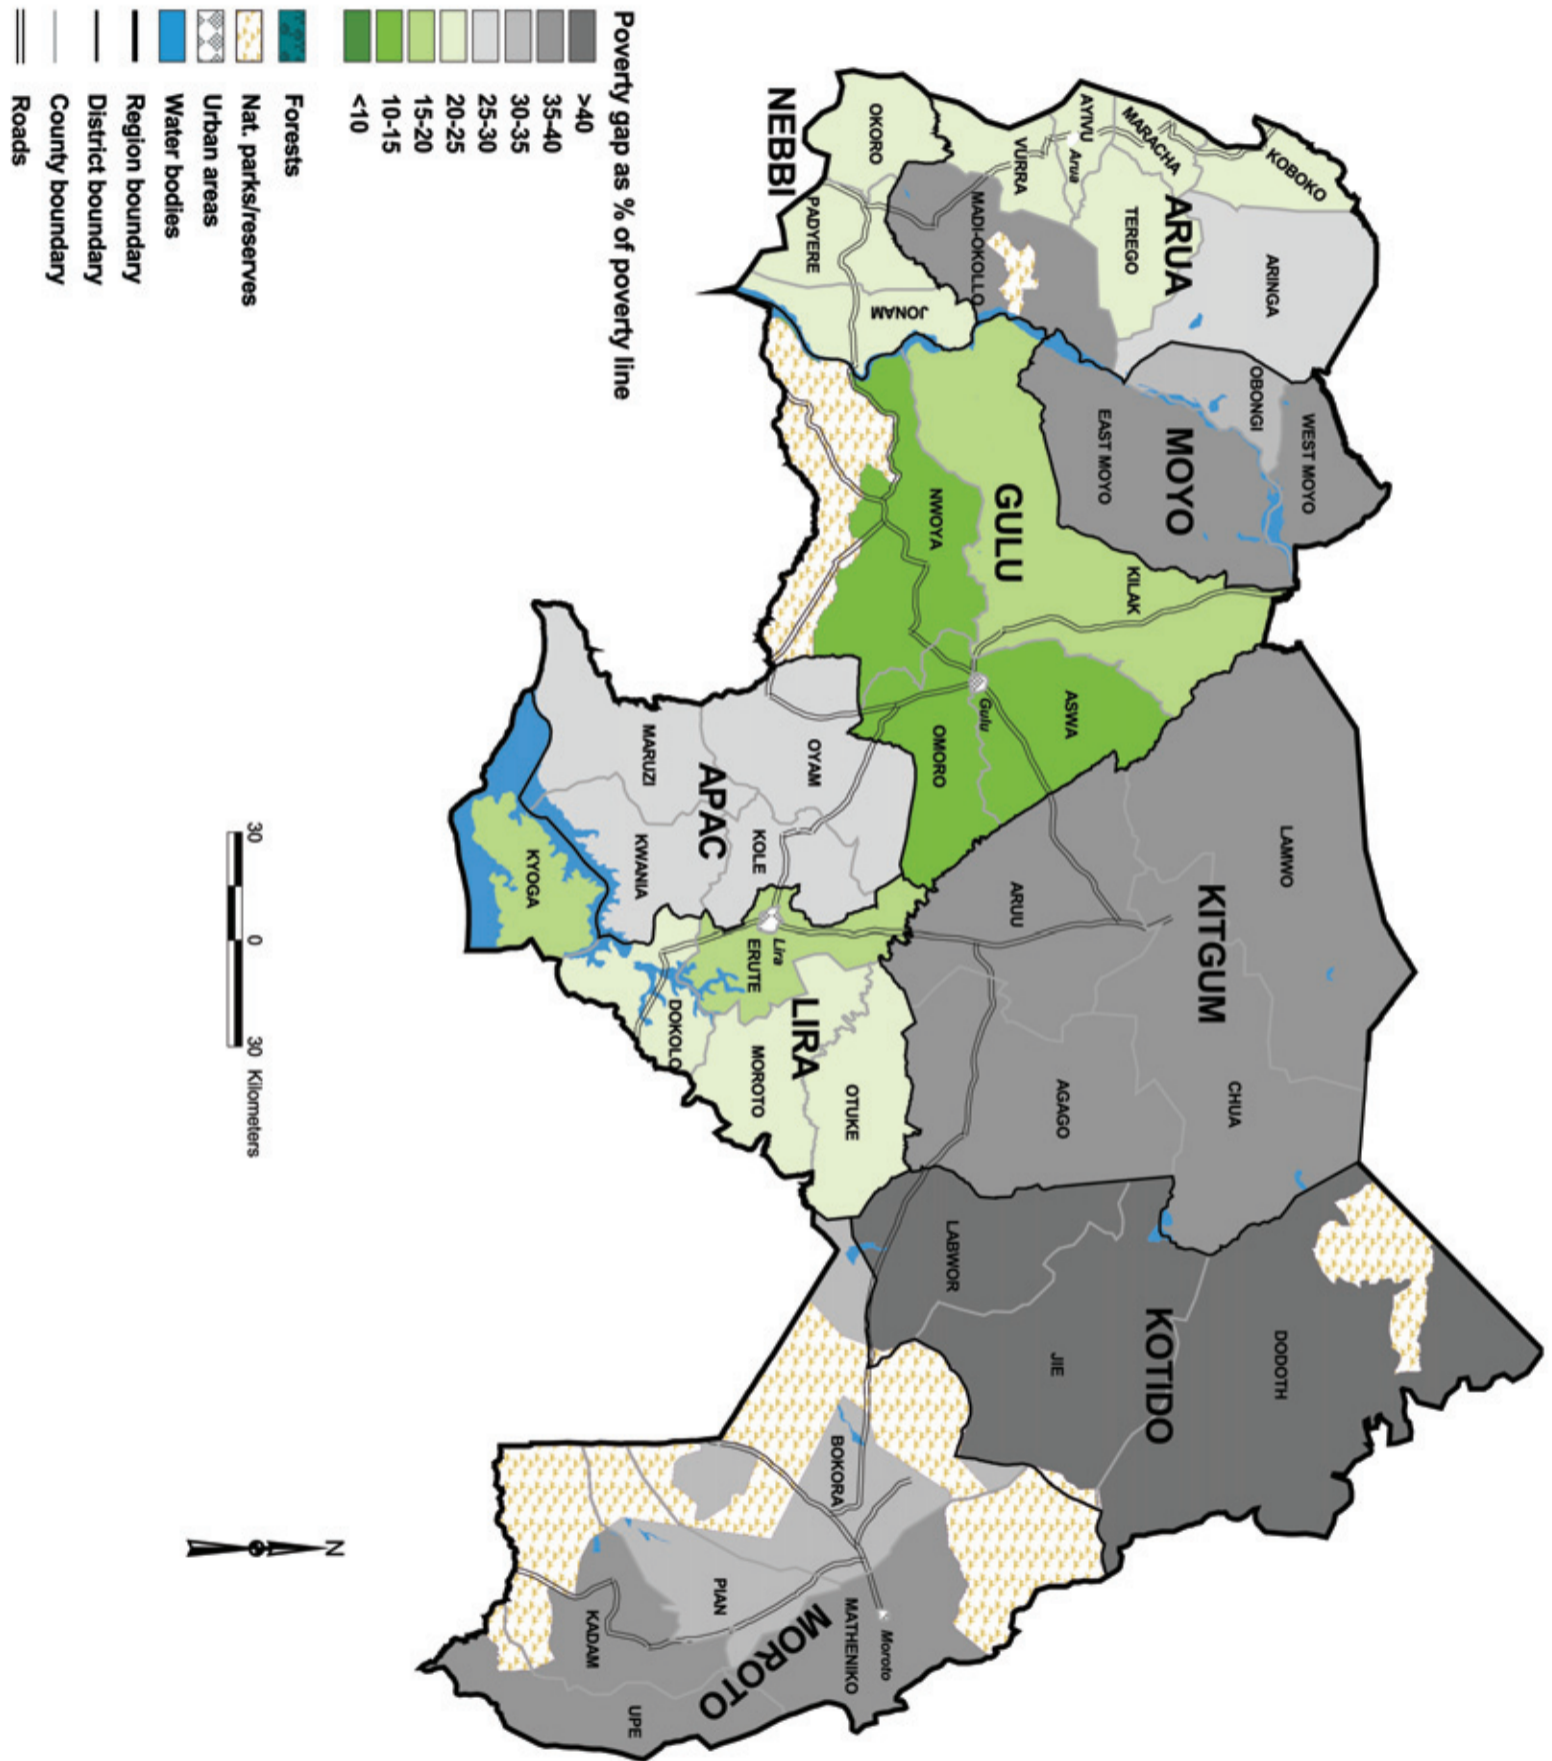 Poverty gap as % of poverty line
>40
35-40
30-35
25-30
20-25
15-20
10-15
<10
Forests
Nat. parks/reserves
Urban areas
Water bodies
Region boundary
District boundary
County boundary
Roads
KOBOKO
MARACHA
AYIVU
Arua
VURRA
TEREGO
ARUA
ARINGA
MADI-OKOLLO
OKORO
NEBBI
PADYERE
JONAM
OBONGI
WEST MOYO
MOYO
EAST MOYO
GULU
NWOYA
KILAK
ASWA
Gulu
OMORO
LAMWO
KITGUM
ARUU
CHUA
AGAGO
OYAM
MARUZI
APAC
KOLE
KWANIA
KYOGA
Lira
ERUTE
LIRA
DOKOLO
MOROTO
OTUKE
LABWOR
KOTIDO
DODOTH
JIE
BOKORA
PIAN
MATHENIKO
Moroto
MOROTO
KADAM
UPE
30 0 30 Kilometers
N